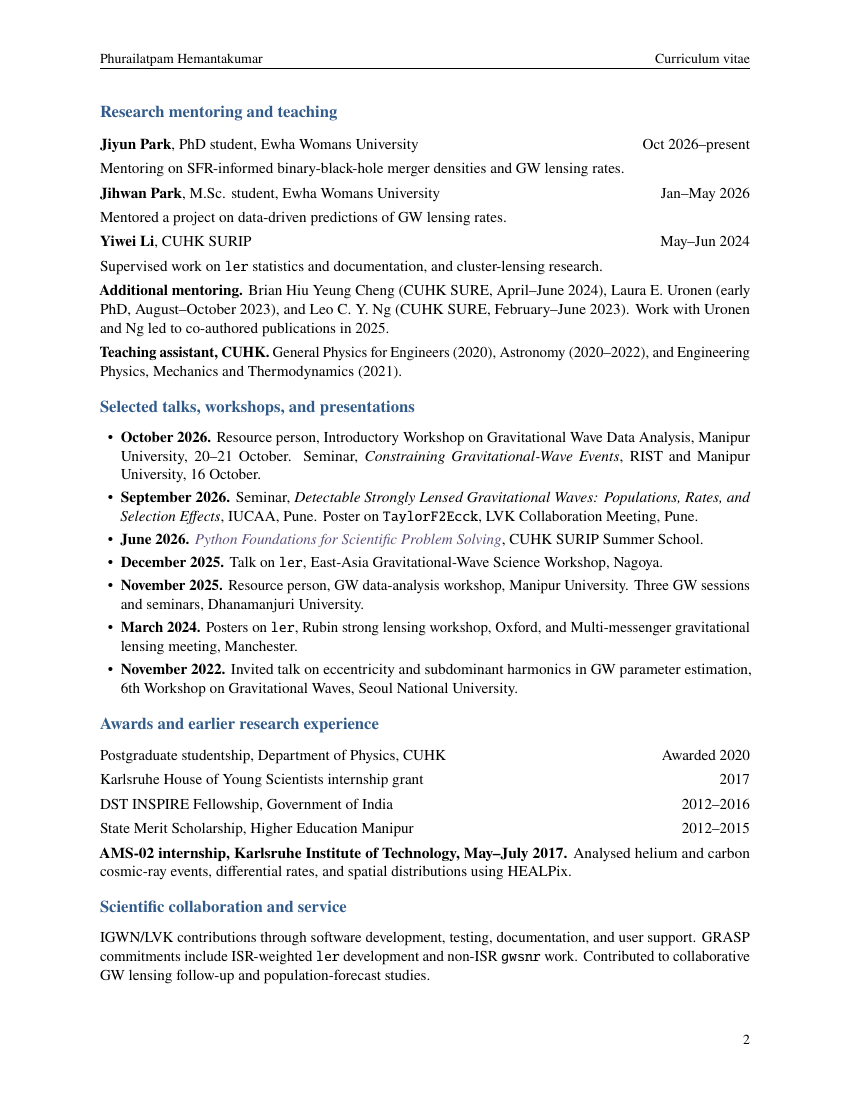 Phurailatpam Hemantakumar Curriculum vitae
Research mentoring and teaching
Jiyun Park, PhD student, Ewha Womans University Oct 2026–present
Mentoring on SFR-informed binary-black-hole merger densities and GW lensing rates.
Jihwan Park, M.Sc. student, Ewha Womans University Jan–May 2026
Mentored a project on data-driven predictions of GW lensing rates.
Yiwei Li, CUHK SURIP May–Jun 2024
Supervised work on ler statistics and documentation, and cluster-lensing research.
Additional mentoring. Brian Hiu Yeung Cheng (CUHK SURE, April–June 2024), Laura E. Uronen (early
PhD, August–October 2023), and Leo C. Y. Ng (CUHK SURE, February–June 2023). Work with Uronen
and Ng led to co-authored publications in 2025.
Teaching assistant, CUHK. General Physics for Engineers (2020), Astronomy (2020–2022), and Engineering
Physics, Mechanics and Thermodynamics (2021).
Selected talks, workshops, and presentations
• October 2026. Resource person, Introductory Workshop on Gravitational Wave Data Analysis, Manipur
University, 20–21 October. Seminar, Constraining Gravitational-Wave Events, RIST and Manipur
University, 16 October.
• September 2026. Seminar, Detectable Strongly Lensed Gravitational Waves: Populations, Rates, and
Selection Effects, IUCAA, Pune. Poster on TaylorF2Ecck, LVK Collaboration Meeting, Pune.
• June 2026. Python Foundations for Scientific Problem Solving, CUHK SURIP Summer School.
• December 2025. Talk on ler, East-Asia Gravitational-Wave Science Workshop, Nagoya.
• November 2025. Resource person, GW data-analysis workshop, Manipur University. Three GW sessions
and seminars, Dhanamanjuri University.
• March 2024. Posters on ler, Rubin strong lensing workshop, Oxford, and Multi-messenger gravitational
lensing meeting, Manchester.
• November 2022. Invited talk on eccentricity and subdominant harmonics in GW parameter estimation,
6th Workshop on Gravitational Waves, Seoul National University.
Awards and earlier research experience
Postgraduate studentship, Department of Physics, CUHK Awarded 2020
Karlsruhe House of Young Scientists internship grant 2017
DST INSPIRE Fellowship, Government of India 2012–2016
State Merit Scholarship, Higher Education Manipur 2012–2015
AMS-02 internship, Karlsruhe Institute of Technology, May–July 2017. Analysed helium and carbon
cosmic-ray events, differential rates, and spatial distributions using HEALPix.
Scientific collaboration and service
IGWN/LVK contributions through software development, testing, documentation, and user support. GRASP
commitments include ISR-weighted ler development and non-ISR gwsnr work. Contributed to collaborative
GW lensing follow-up and population-forecast studies.
2